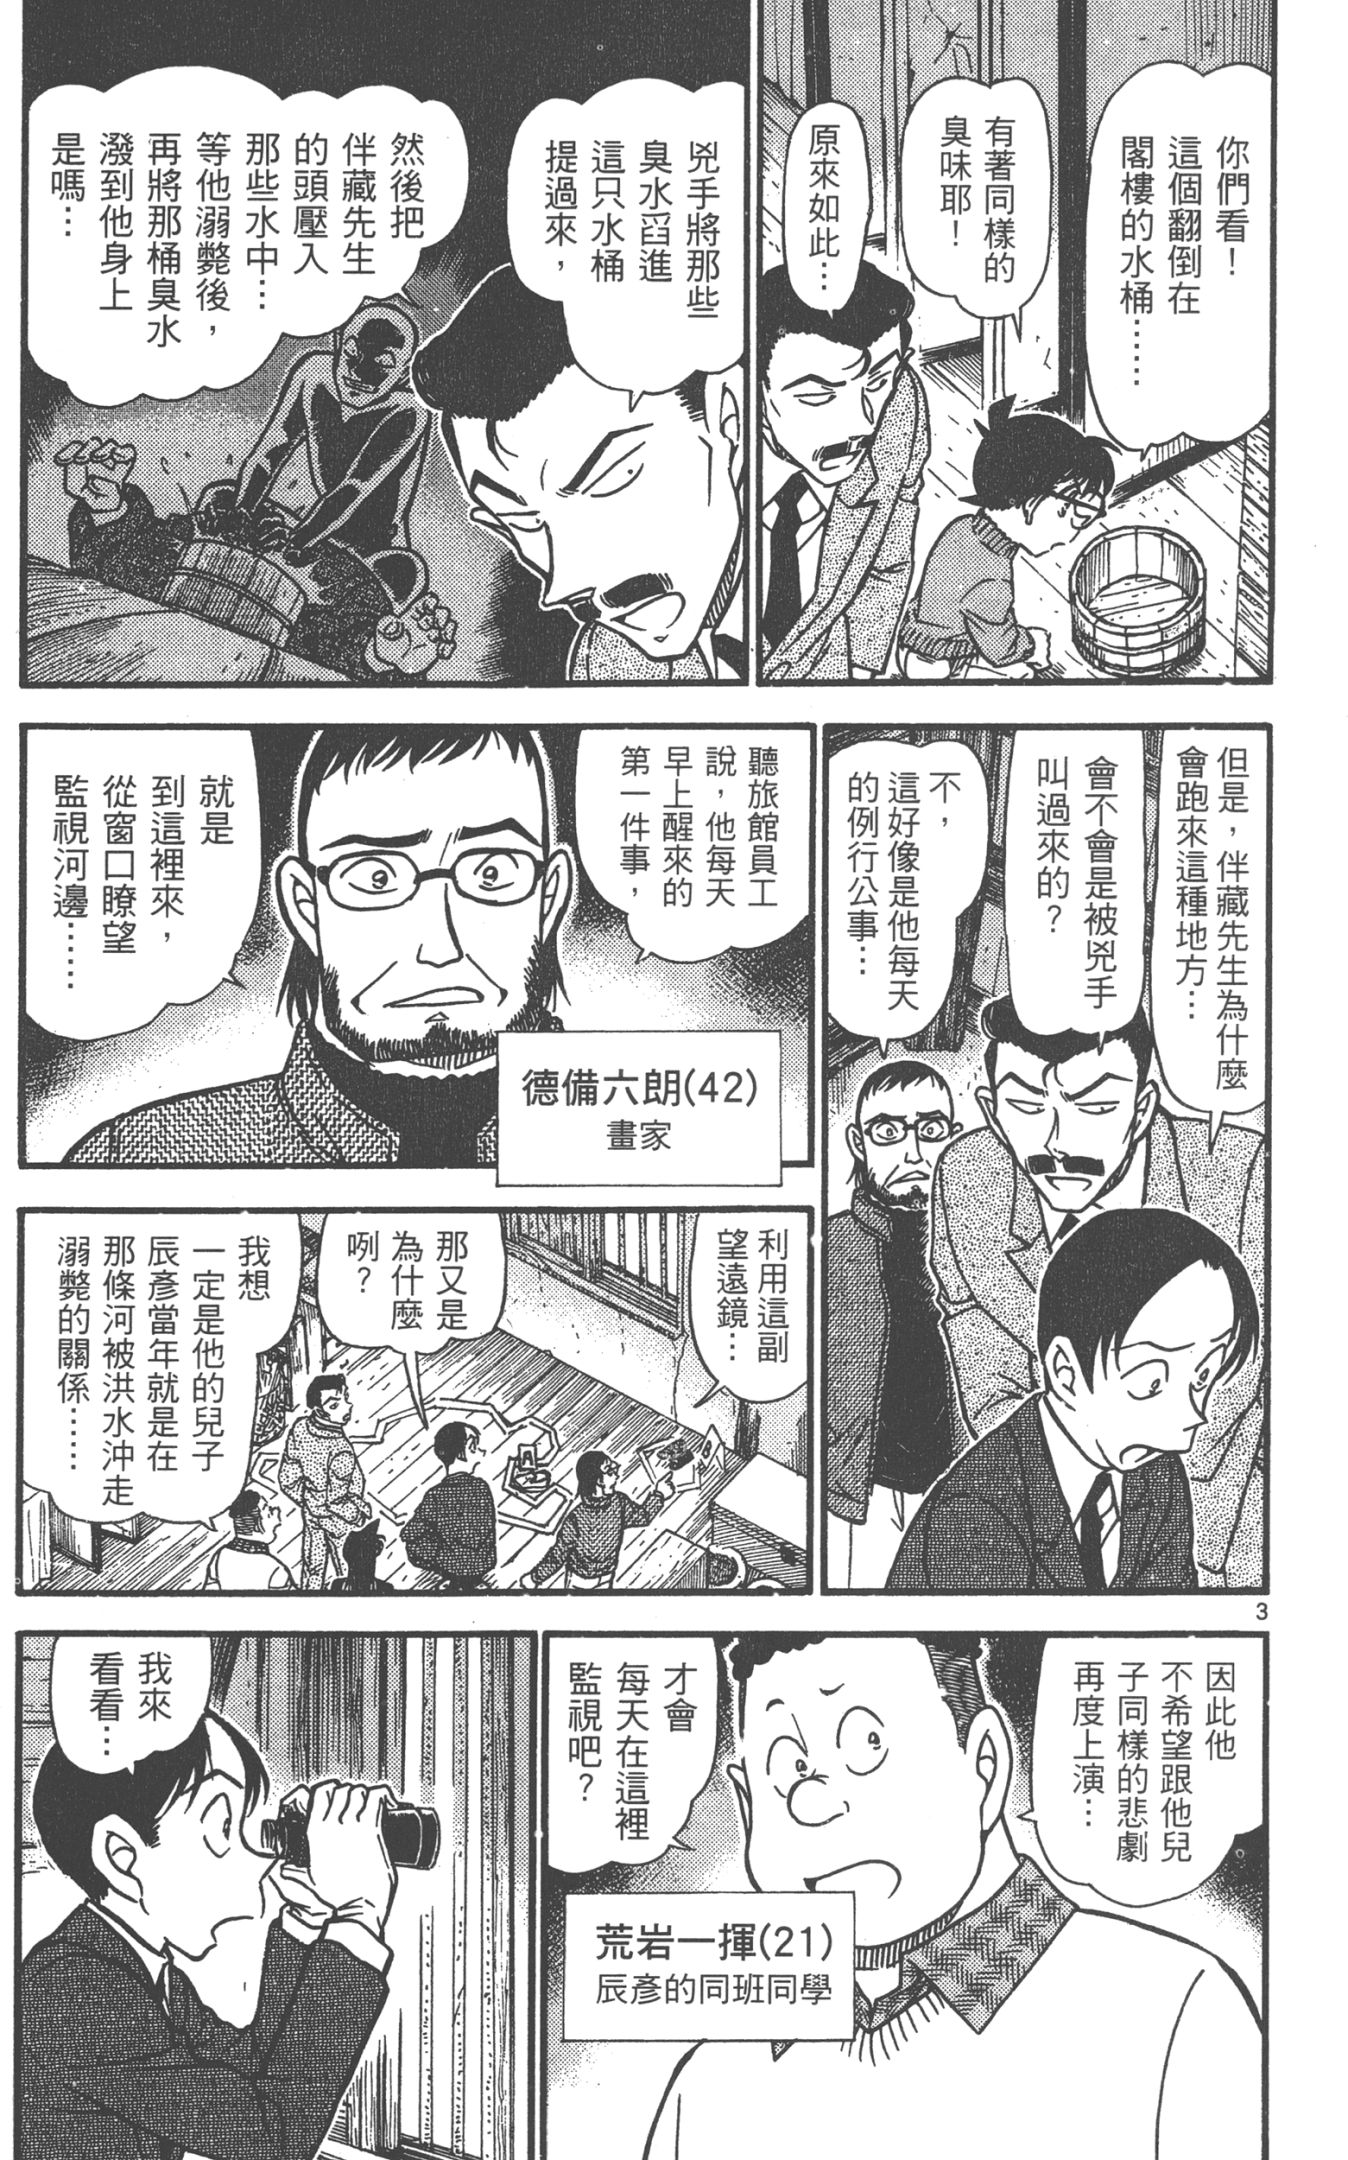 你們看！
這個翻倒在
閣樓的水桶……
有著同樣的
臭味耶！
原來如此…
兇手將那些
臭水舀進
這只水桶
提過來，
然後把
伴藏先生
的頭壓入
那些水中…
等他溺斃後，
再將那桶臭水
潑到他身上
是嗎…
但是，伴藏先生為什麼
會跑來這種地方…
會不會是被兇手
叫過來的？
不，
這好像是他每天
的例行公事…
聽旅館員工
說，他每天
早上醒來的
第一件事，
就是
到這裡來，
從窗口瞭望
監視河邊……
德備六朗(42)
畫家
利用這副
望遠鏡…
那又是
為什麼
咧？
我想
一定是他的兒子
辰彥當年就是在
那條河被洪水沖走
溺斃的關係……
3
因此他
不希望跟他兒
子同樣的悲劇
再度上演…
才會
每天在這裡
監視吧？
荒岩一揮(21)
辰彥的同班同學
我來
看看…